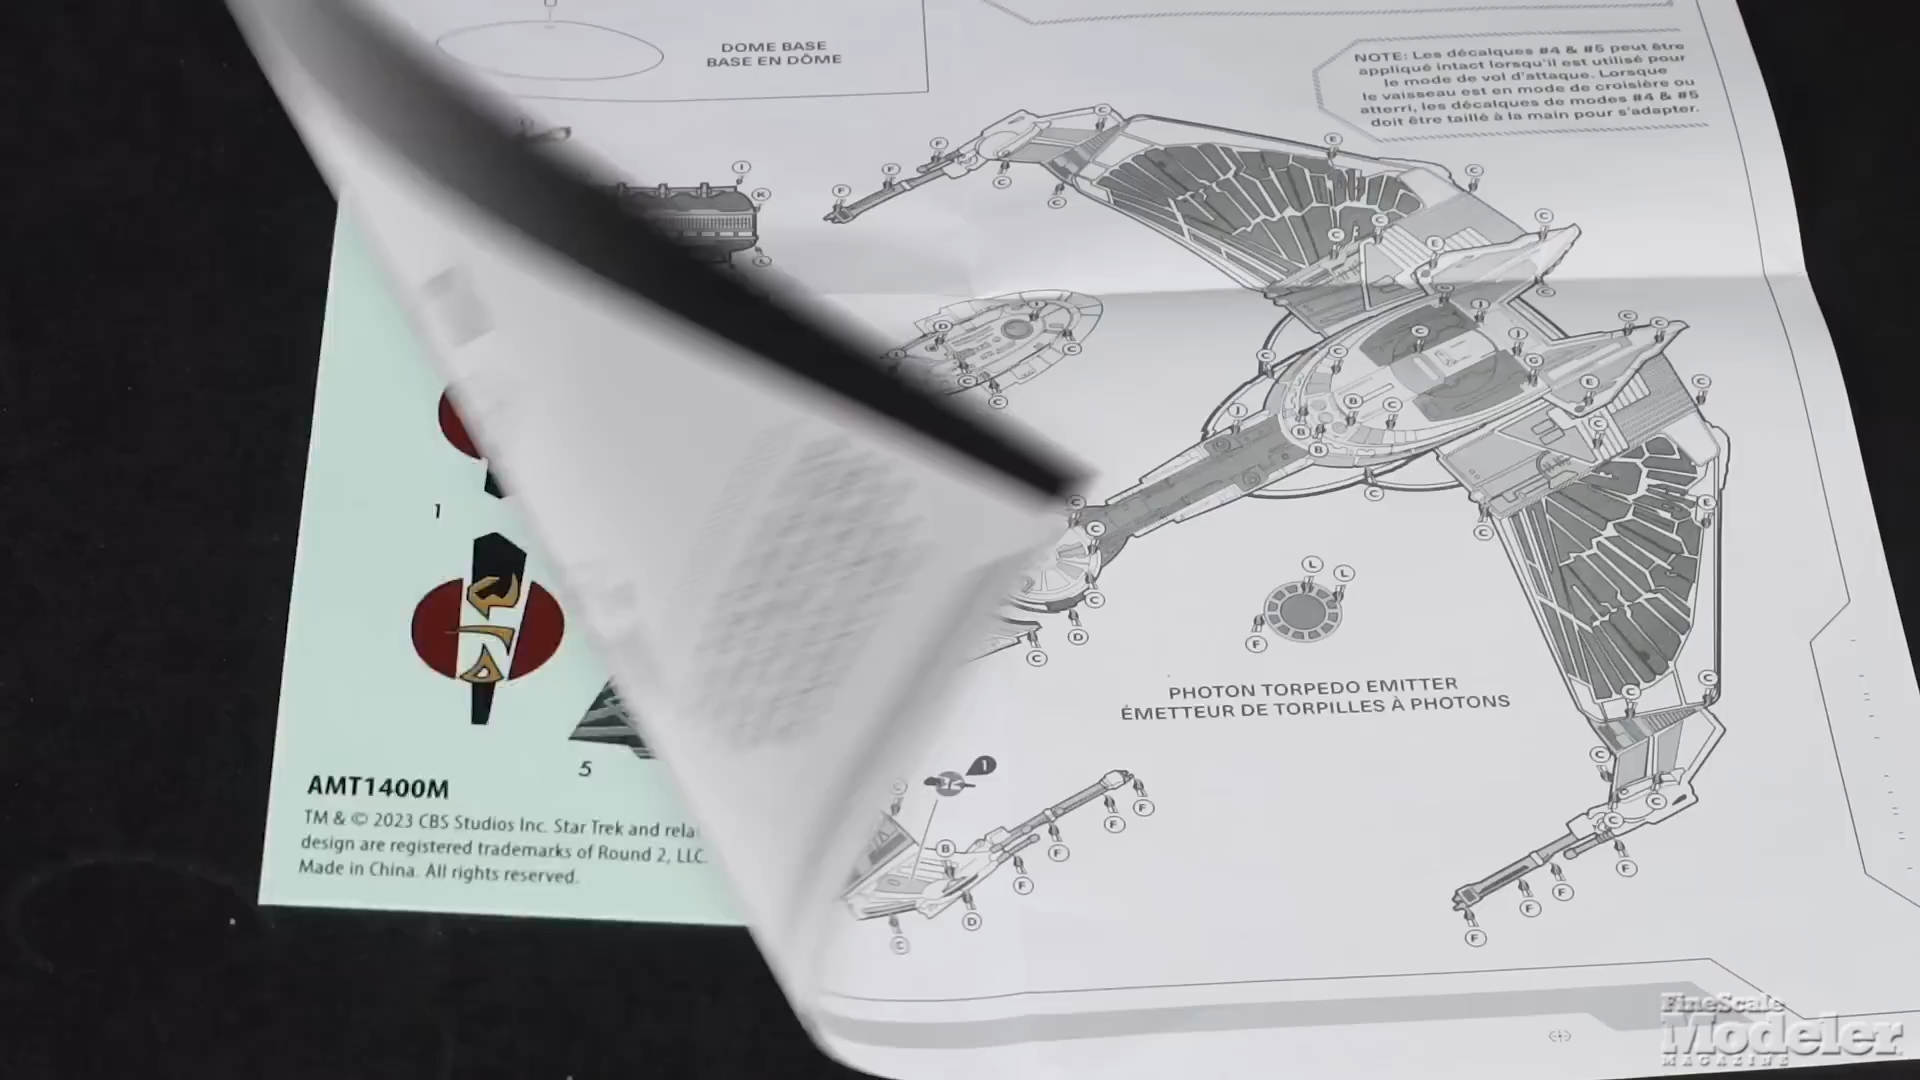 DOME BASE
BASE EN DÔME
NOTE: Les décalques #4 & #5 peut être
appliqué intact lorsqu'il est utilisé pour
le mode de vol d'attaque. Lorsque
le vaisseau est en mode de croisière ou
atterri, les décalques de modes #4 & #5
doit être taillé à la main pour s'adapter.
PHOTON TORPEDO EMITTER
ÉMETTEUR DE TORPILLES À PHOTONS
1
1
5
AMT1400M
TM & © 2023 CBS Studios Inc. Star Trek and rela
design are registered trademarks of Round 2, LLC.
Made in China. All rights reserved.
FineScale
Modeler
MAGAZINE